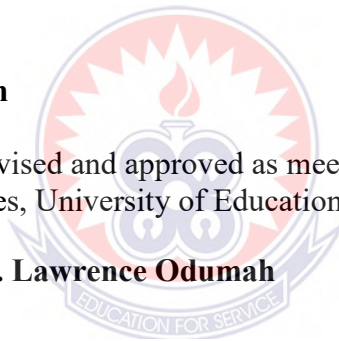 n
vised and approved as mee
es, University of Education
. Lawrence Odumah
EDUCATION FOR SERVICE